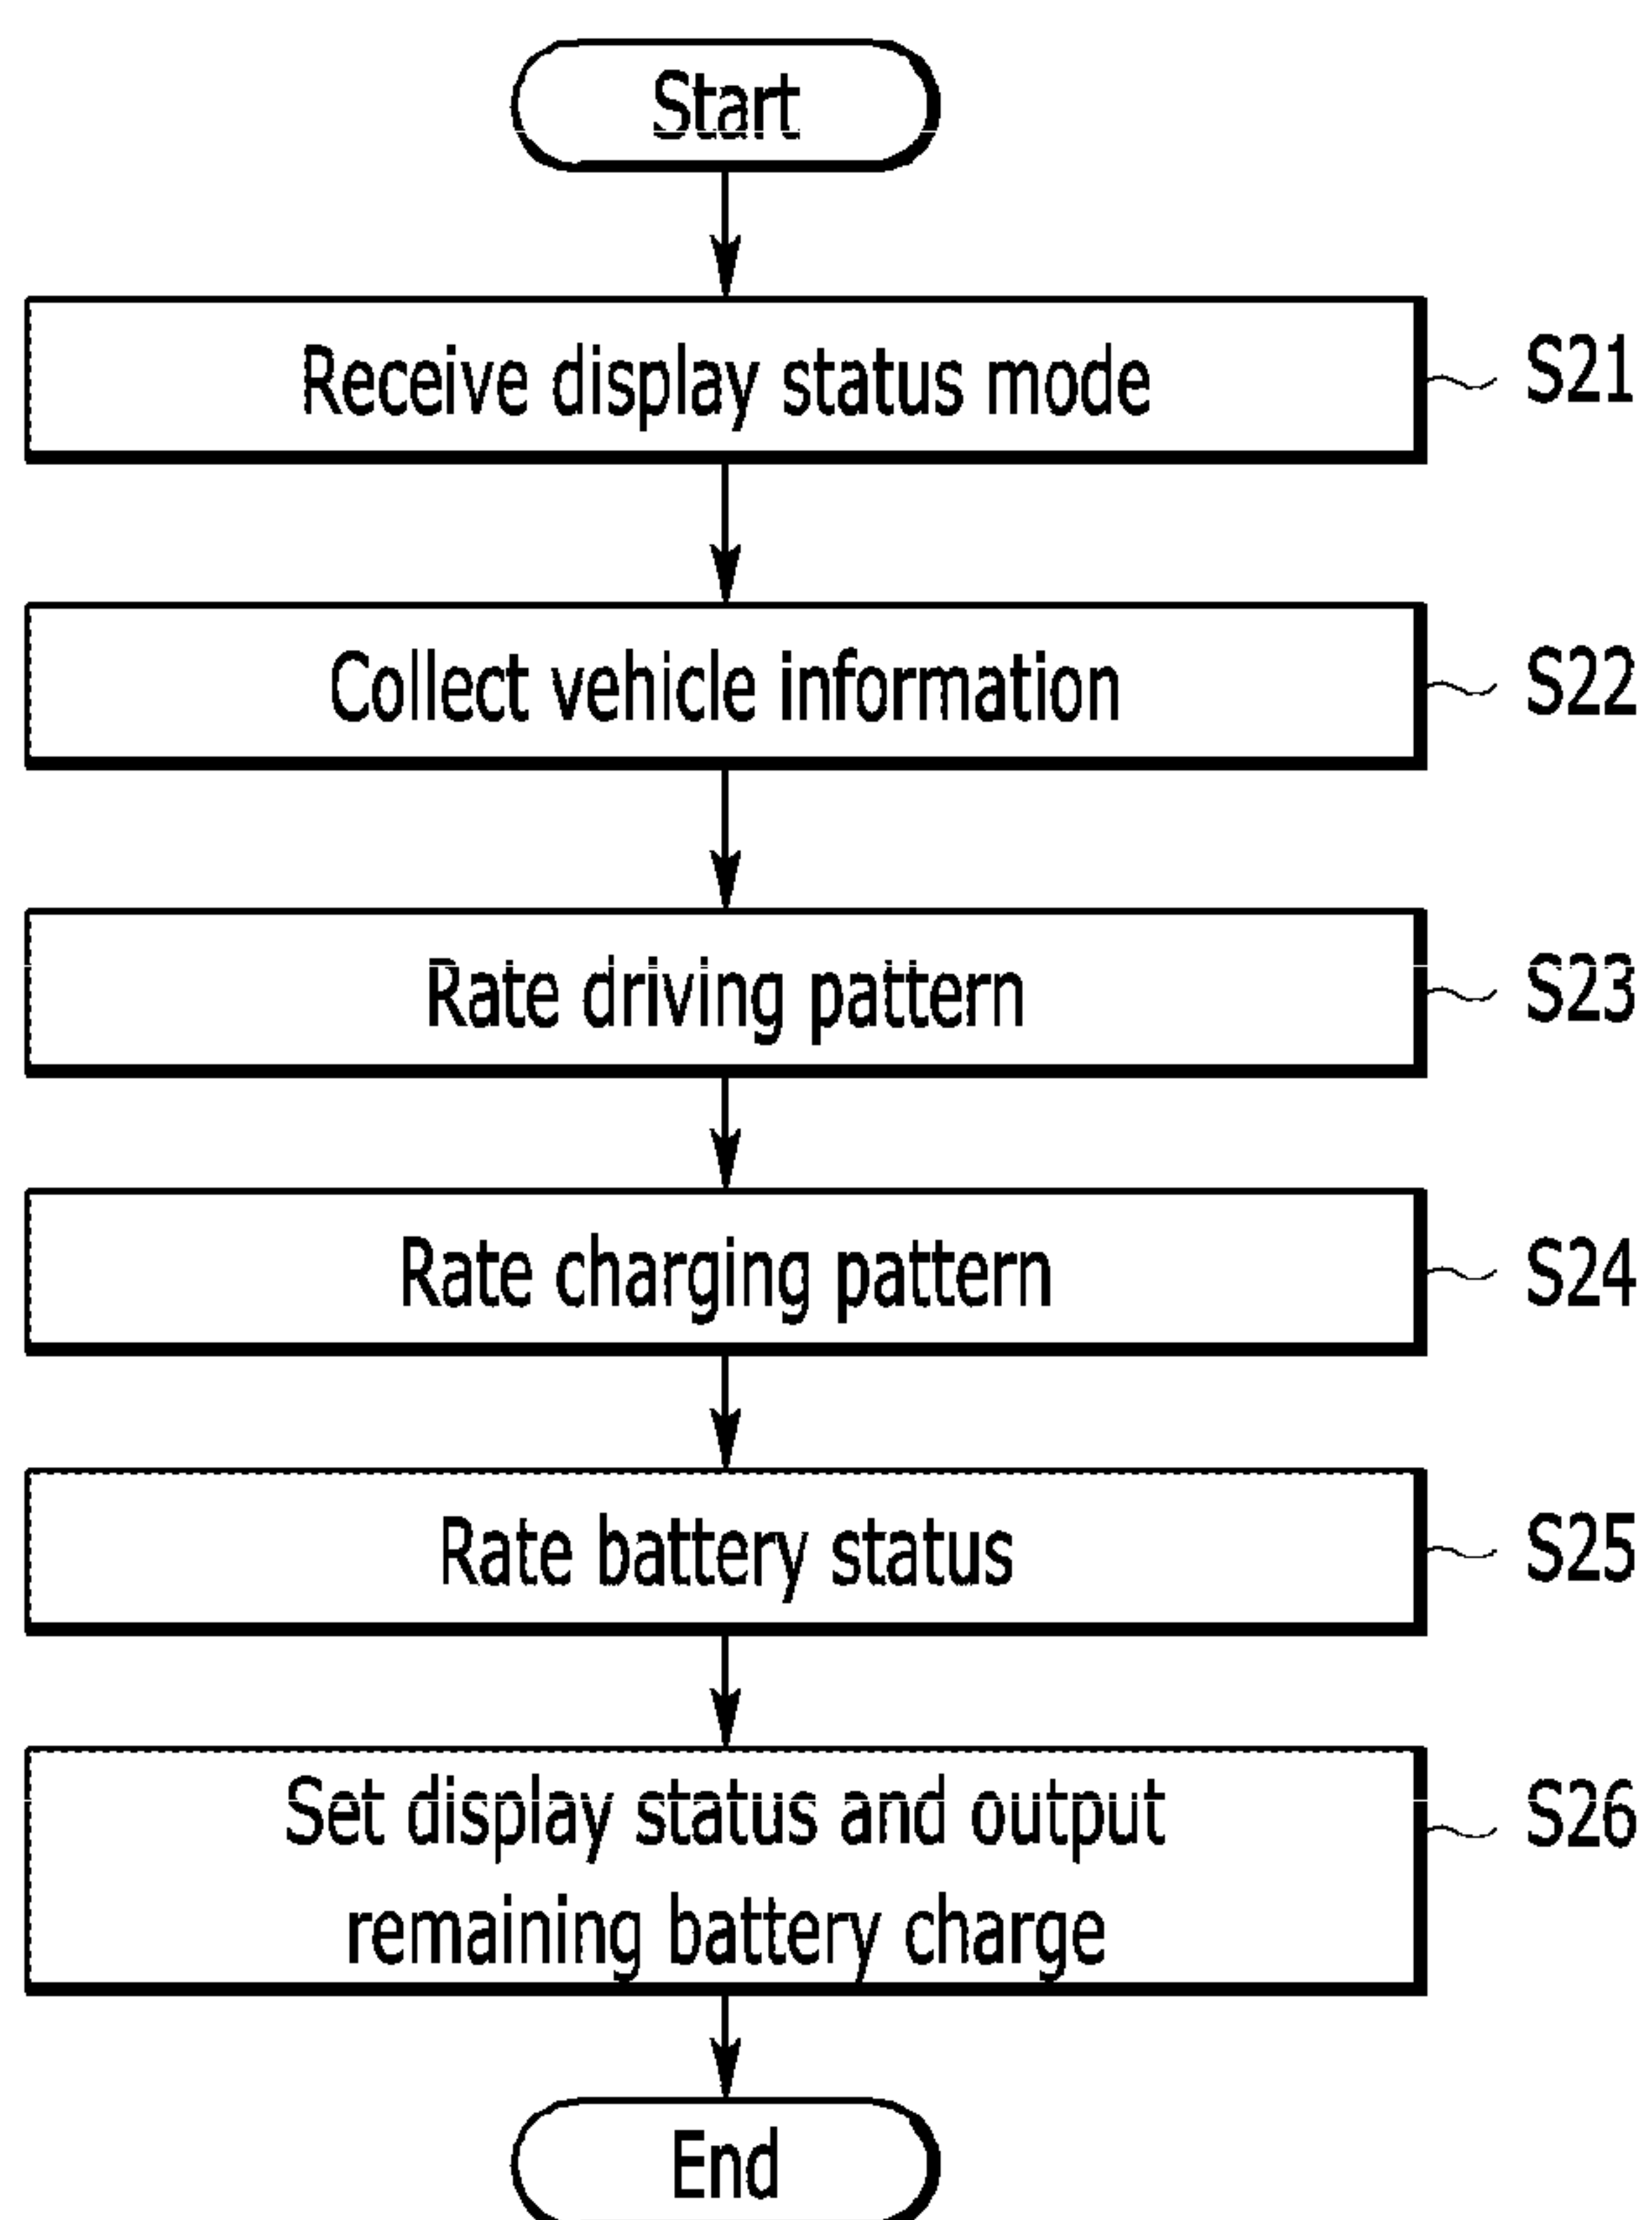 Start
Receive display status mode
S21
Collect vehicle information
S22
Rate driving pattern
S23
Rate charging pattern
S24
Rate battery status
S25
Set display status and output
remaining battery charge
S26
End